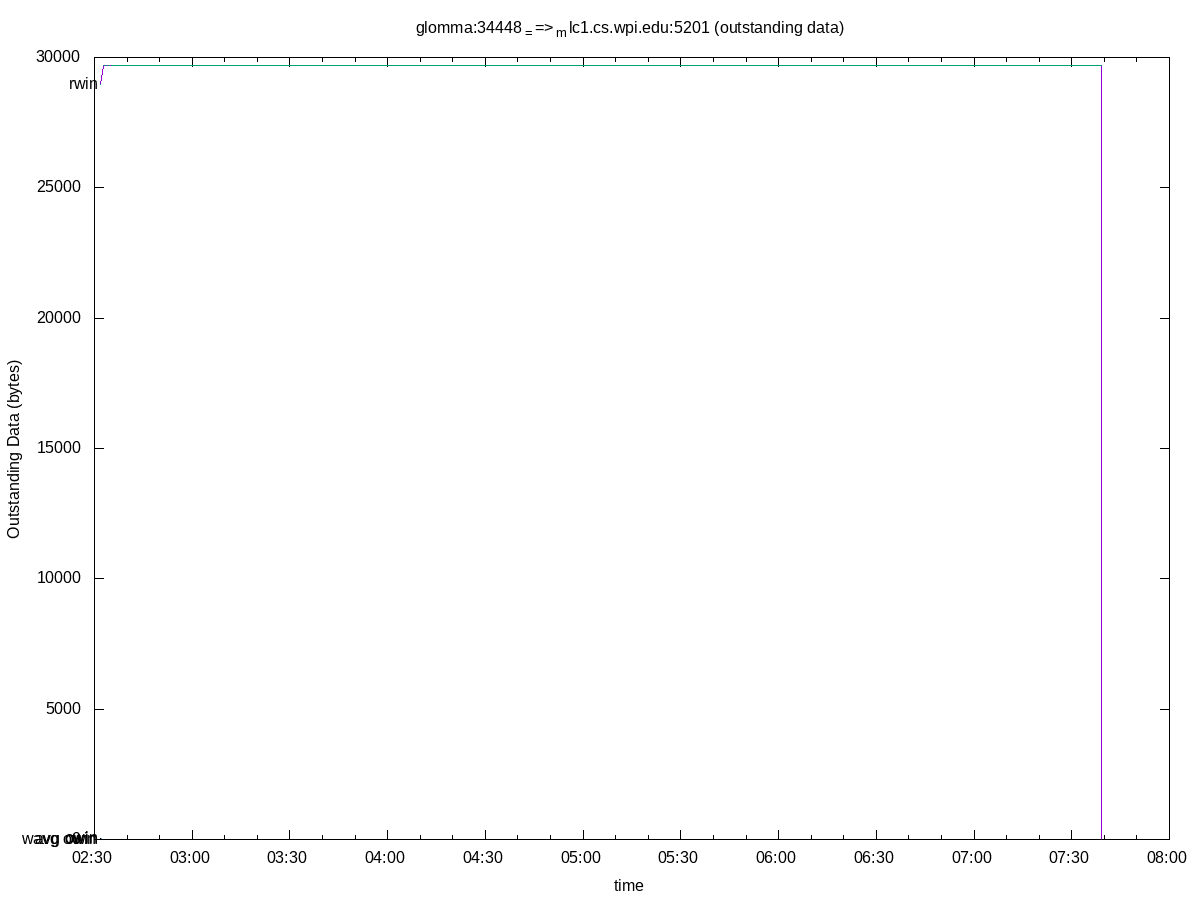 glomma:34448 = => m lc1.cs.wpi.edu:5201 (outstanding data)
30000
rwin
25000
20000
15000
10000
5000
Outstanding Data (bytes)
02:30 03:00 03:30 04:00 04:30 05:00 05:30 06:00 06:30 07:00 07:30 08:00
time